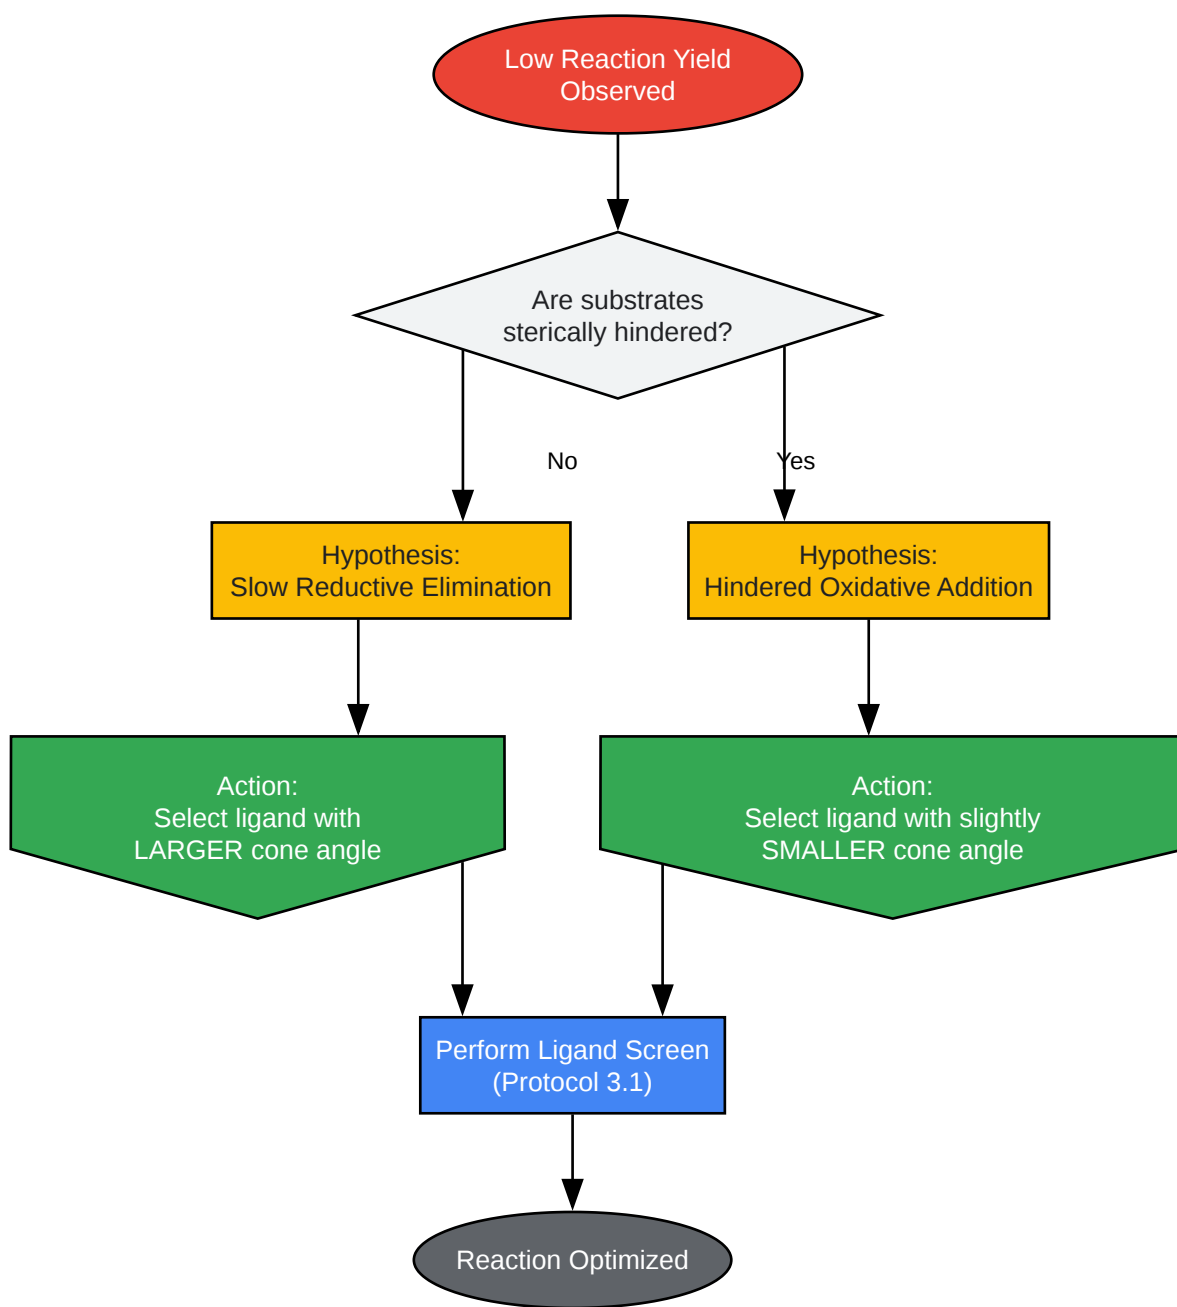 Low Reaction Yield
Observed
Are substrates
sterically hindered?
No
Yes
Hypothesis:
Slow Reductive Elimination
Hypothesis:
Hindered Oxidative Addition
Action:
Select ligand with
LARGER cone angle
Action:
Select ligand with slightly
SMALLER cone angle
Perform Ligand Screen
(Protocol 3.1)
Reaction Optimized